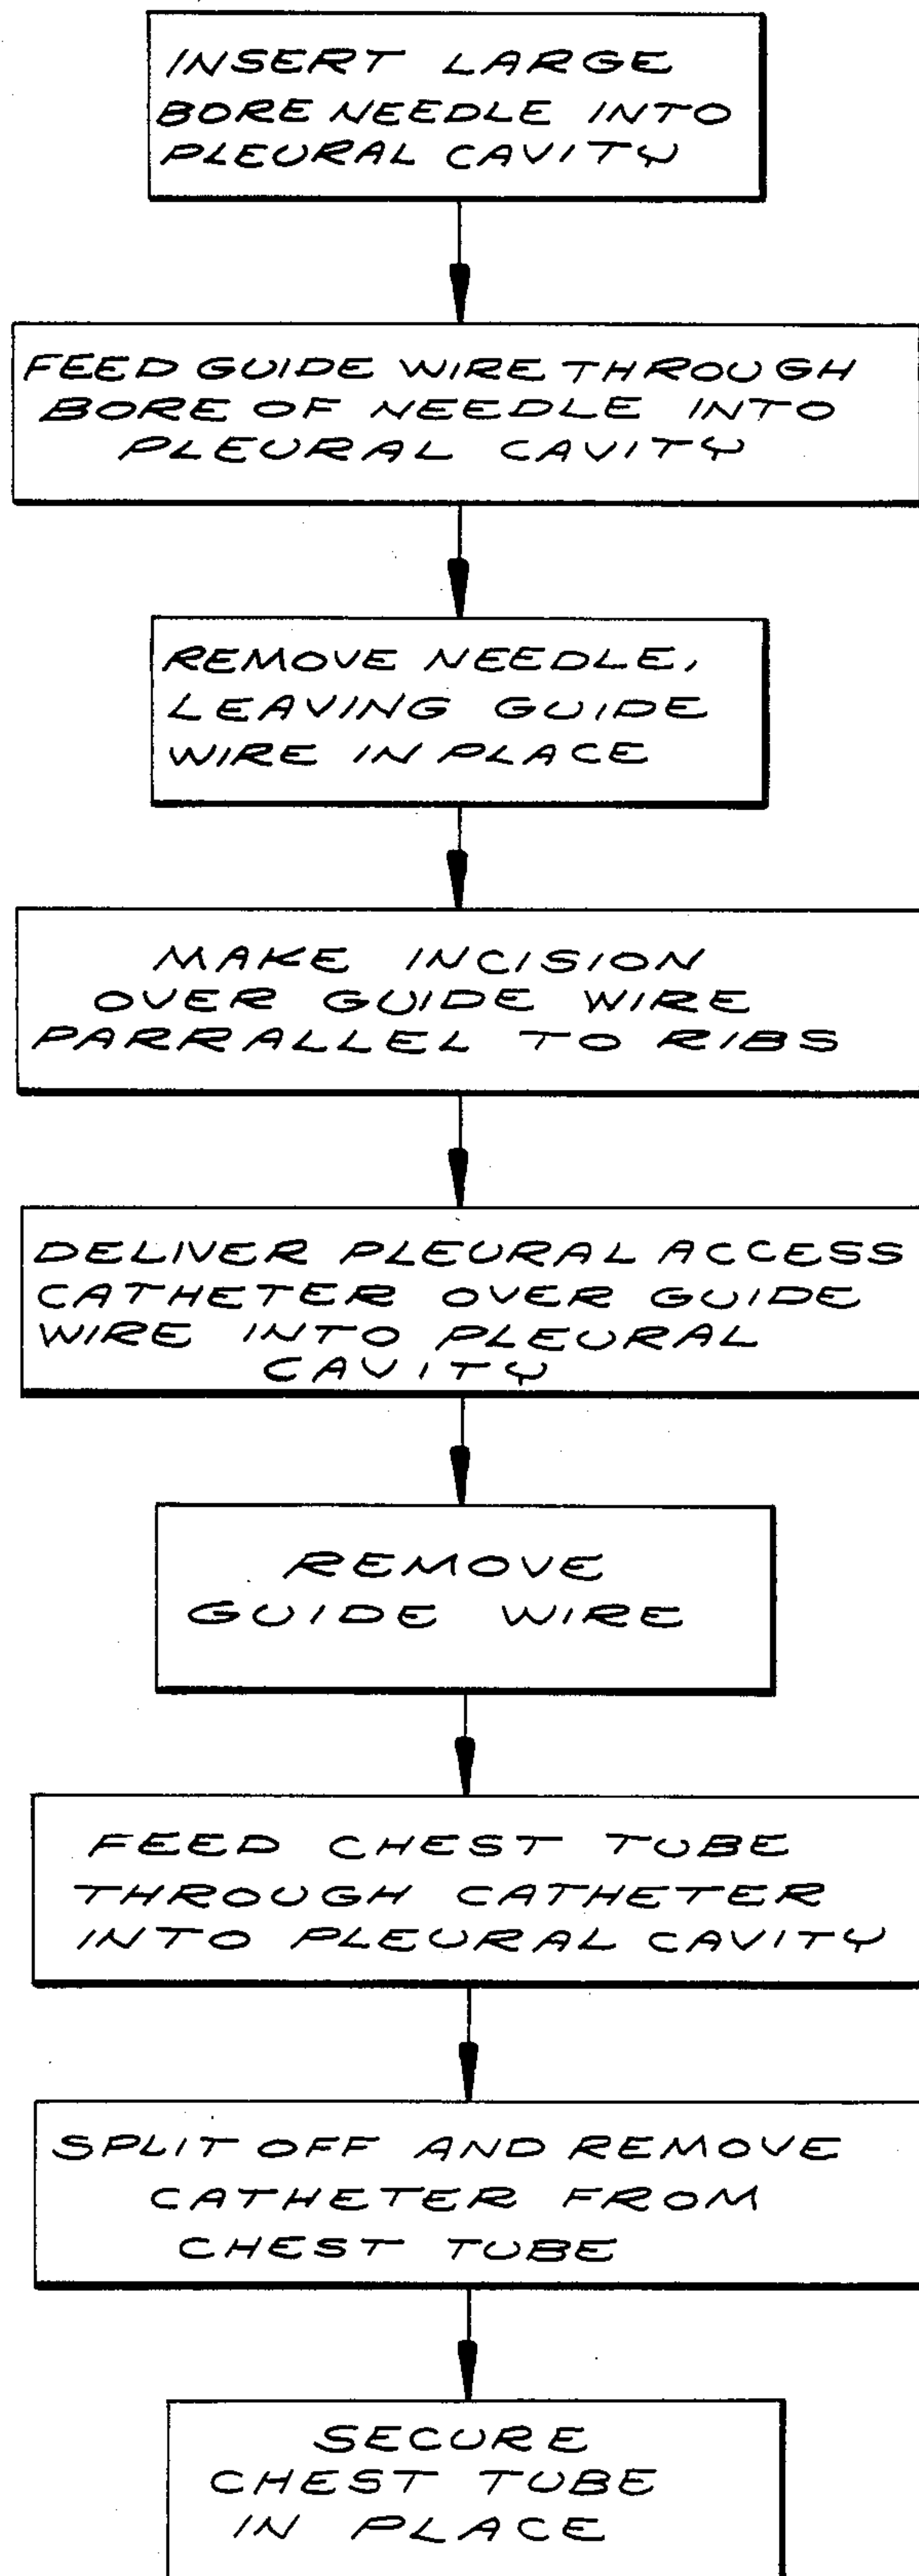 INSERT LARGE
BORE NEEDLE INTO
PLEURAL CAVITY
FEED GUIDE WIRE THROUGH
BORE OF NEEDLE INTO
PLEURAL CAVITY
REMOVE NEEDLE,
LEAVING GUIDE
WIRE IN PLACE
MAKE INCISION
OVER GUIDE WIRE
PARRALLEL TO RIBS
DELIVER PLEURAL ACCESS
CATHETER OVER GUIDE
WIRE INTO PLEURAL
CAVITY
REMOVE
GUIDE WIRE
FEED CHEST TUBE
THROUGH CATHETER
INTO PLEURAL CAVITY
SPLIT OFF AND REMOVE
CATHETER FROM
CHEST TUBE
SECURE
CHEST TUBE
IN PLACE